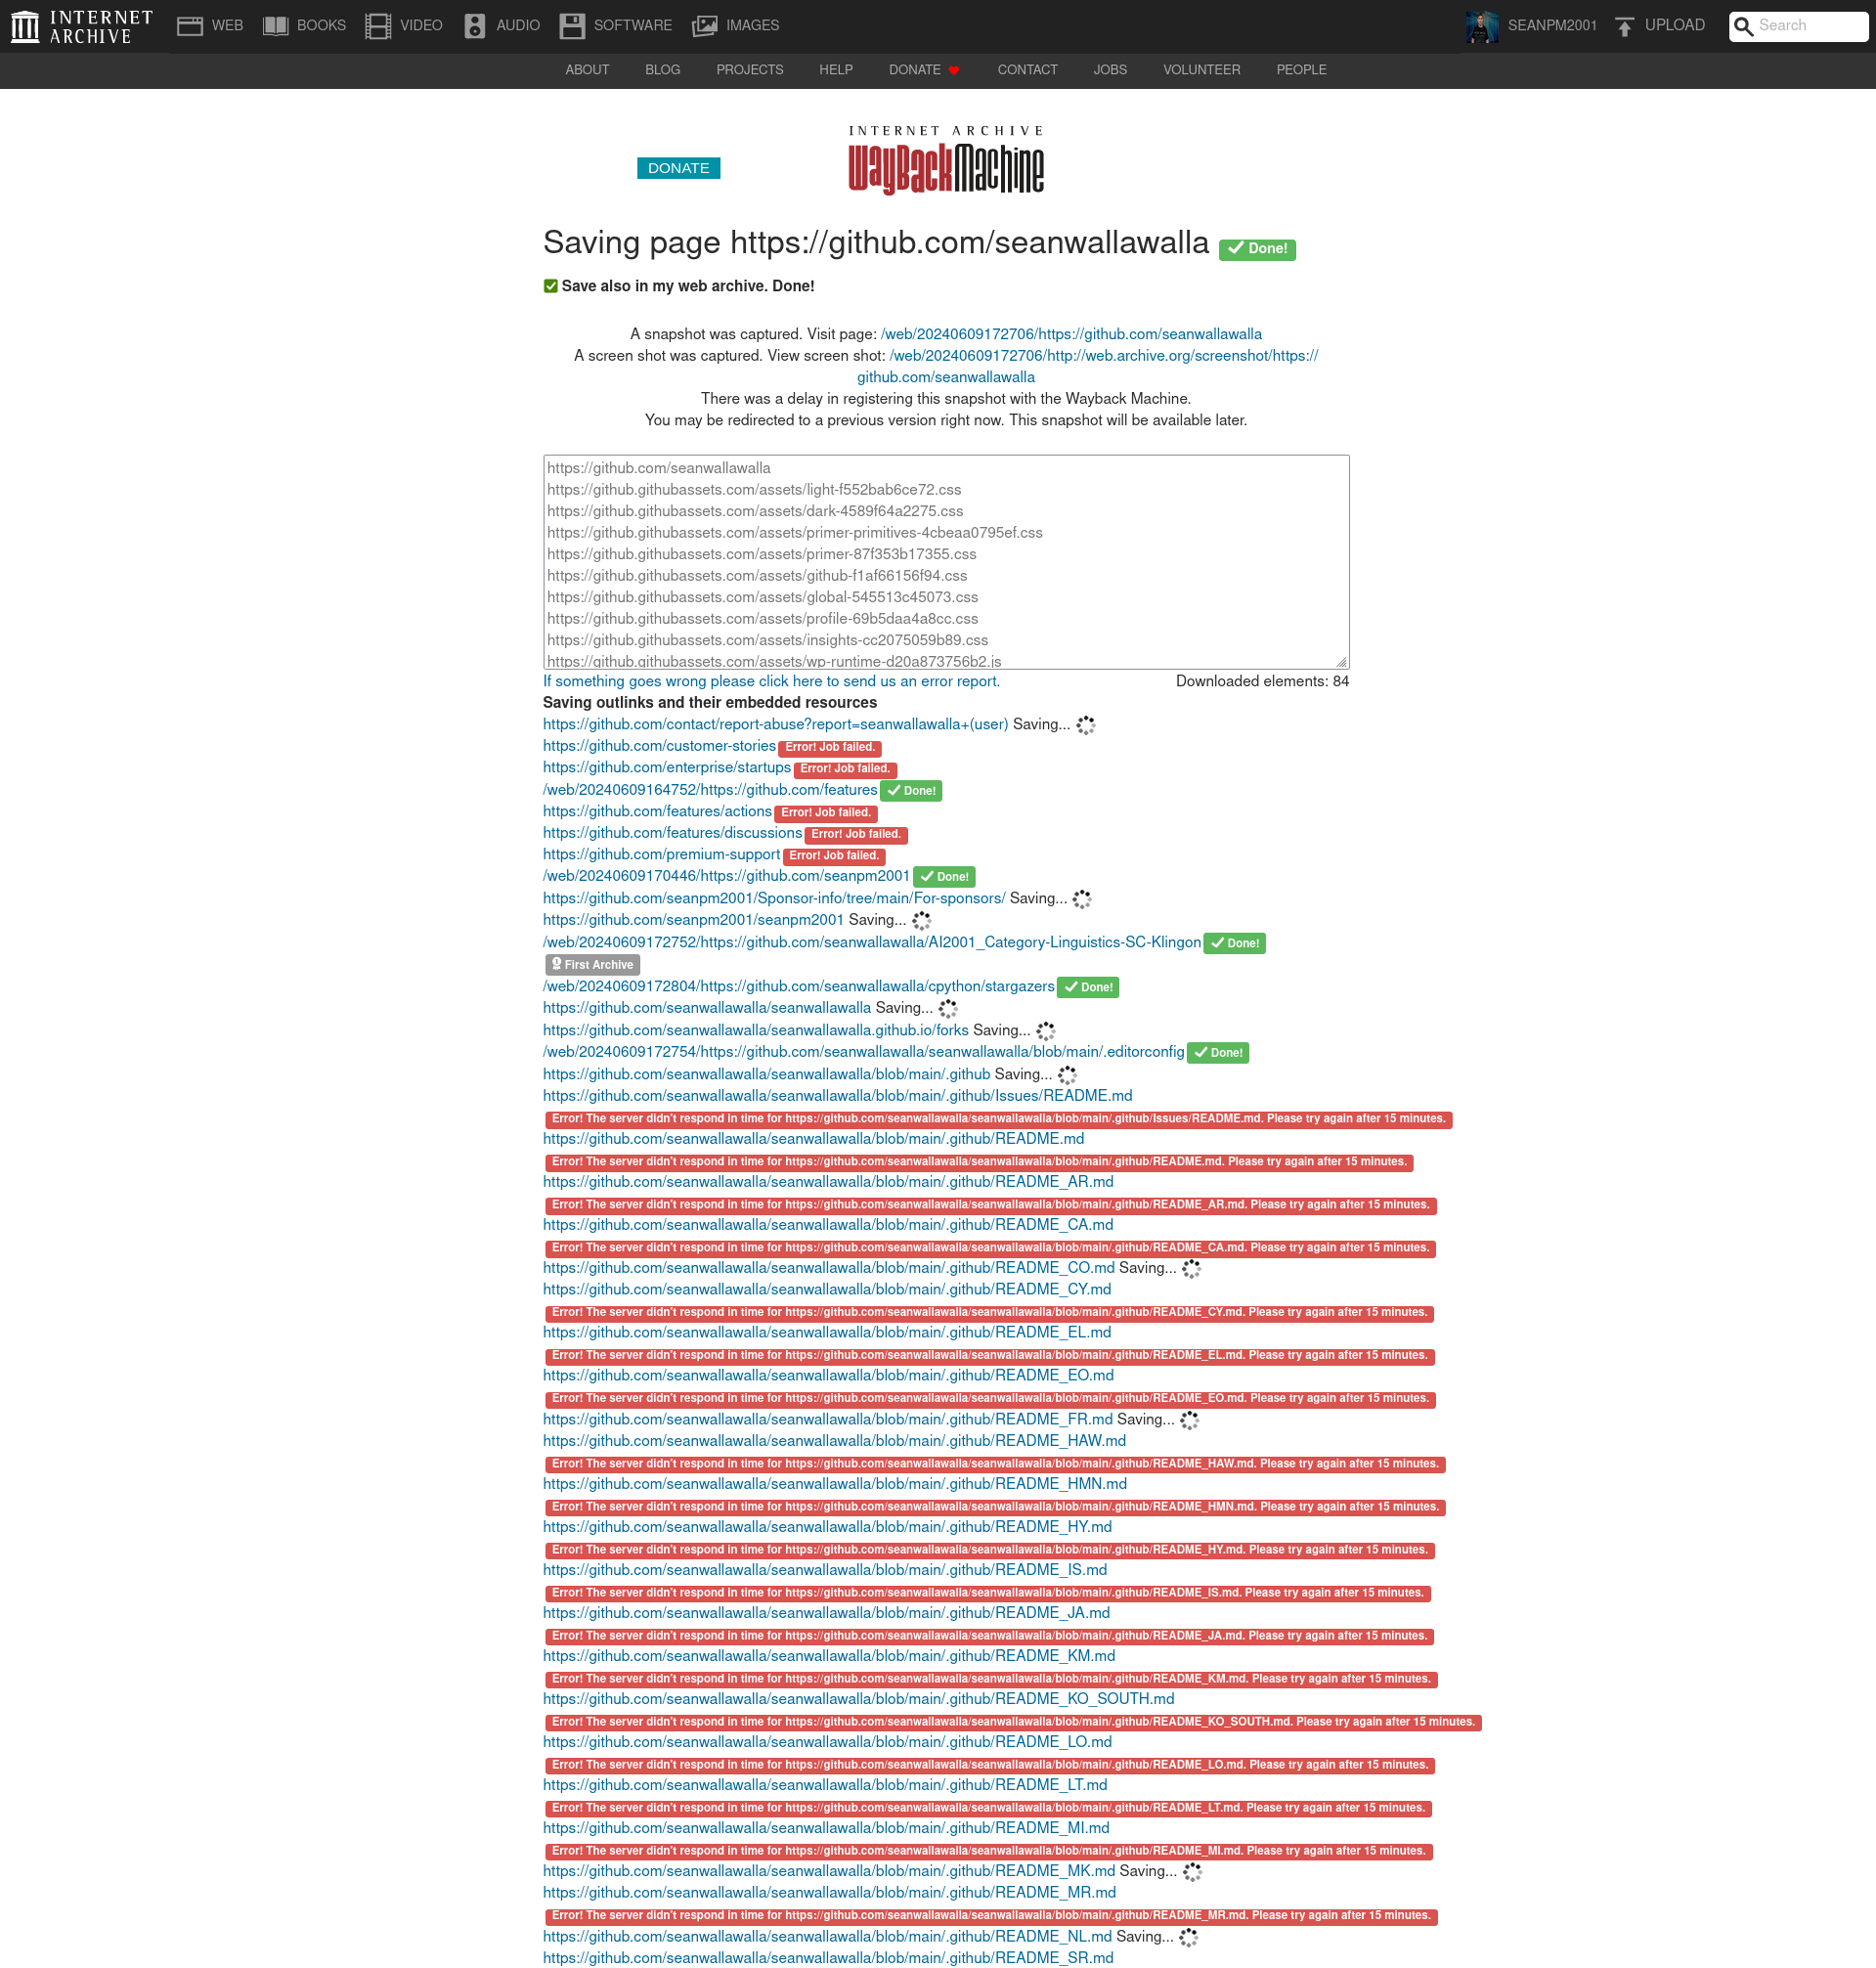 INTERNET ARCHIVE
WEB BOOKS VIDEO AUDIO SOFTWARE IMAGES SEANPM2001 UPLOAD Search
ABOUT BLOG PROJECTS HELP DONATE CONTACT JOBS VOLUNTEER PEOPLE
DONATE
INTERNET ARCHIVE
WayBackMachine
Saving page https://github.com/seanwallawalla Done!
Save also in my web archive. Done!
A snapshot was captured. Visit page: /web/20240609172706/https://github.com/seanwallawalla
A screen shot was captured. View screen shot: /web/20240609172706/http://web.archive.org/screenshot/https://
github.com/seanwallawalla
There was a delay in registering this snapshot with the Wayback Machine.
You may be redirected to a previous version right now. This snapshot will be available later.
https://github.com/seanwallawalla
https://github.githubassets.com/assets/light-f552bab6ce72.css
https://github.githubassets.com/assets/dark-4589f64a2275.css
https://github.githubassets.com/assets/primer-primitives-4cbeaa0795ef.css
https://github.githubassets.com/assets/primer-87f353b17355.css
https://github.githubassets.com/assets/github-f1af66156f94.css
https://github.githubassets.com/assets/global-545513c45073.css
https://github.githubassets.com/assets/profile-69b5daa4a8cc.css
https://github.githubassets.com/assets/insights-cc2075059b89.css
https://github.githubassets.com/assets/wp-runtime-d20a873756b2.js
If something goes wrong please click here to send us an error report. Downloaded elements: 84
Saving outlinks and their embedded resources
https://github.com/contact/report-abuse?report=seanwallawalla+(user) Saving...
https://github.com/customer-stories Error! Job failed.
https://github.com/enterprise/startups Error! Job failed.
/web/20240609164752/https://github.com/features Done!
https://github.com/features/actions Error! Job failed.
https://github.com/features/discussions Error! Job failed.
https://github.com/premium-support Error! Job failed.
/web/20240609170446/https://github.com/seanpm2001 Done!
https://github.com/seanpm2001/Sponsor-info/tree/main/For-sponsors/ Saving...
https://github.com/seanpm2001/seanpm2001 Saving...
/web/20240609172752/https://github.com/seanwallawalla/AI2001_Category-Linguistics-SC-Klingon Done!
First Archive
/web/20240609172804/https://github.com/seanwallawalla/cpython/stargazers Done!
https://github.com/seanwallawalla/seanwallawalla Saving...
https://github.com/seanwallawalla/seanwallawalla.github.io/forks Saving...
/web/20240609172754/https://github.com/seanwallawalla/seanwallawalla/blob/main/.editorconfig Done!
https://github.com/seanwallawalla/seanwallawalla/blob/main/.github Saving...
https://github.com/seanwallawalla/seanwallawalla/blob/main/.github/Issues/README.md
Error! The server didn't respond in time for https://github.com/seanwallawalla/seanwallawalla/blob/main/.github/Issues/README.md. Please try again after 15 minutes.
https://github.com/seanwallawalla/seanwallawalla/blob/main/.github/README.md
Error! The server didn't respond in time for https://github.com/seanwallawalla/seanwallawalla/blob/main/.github/README.md. Please try again after 15 minutes.
https://github.com/seanwallawalla/seanwallawalla/blob/main/.github/README_AR.md
Error! The server didn't respond in time for https://github.com/seanwallawalla/seanwallawalla/blob/main/.github/README_AR.md. Please try again after 15 minutes.
https://github.com/seanwallawalla/seanwallawalla/blob/main/.github/README_CA.md
Error! The server didn't respond in time for https://github.com/seanwallawalla/seanwallawalla/blob/main/.github/README_CA.md. Please try again after 15 minutes.
https://github.com/seanwallawalla/seanwallawalla/blob/main/.github/README_CO.md Saving...
https://github.com/seanwallawalla/seanwallawalla/blob/main/.github/README_CY.md
Error! The server didn't respond in time for https://github.com/seanwallawalla/seanwallawalla/blob/main/.github/README_CY.md. Please try again after 15 minutes.
https://github.com/seanwallawalla/seanwallawalla/blob/main/.github/README_EL.md
Error! The server didn't respond in time for https://github.com/seanwallawalla/seanwallawalla/blob/main/.github/README_EL.md. Please try again after 15 minutes.
https://github.com/seanwallawalla/seanwallawalla/blob/main/.github/README_EO.md
Error! The server didn't respond in time for https://github.com/seanwallawalla/seanwallawalla/blob/main/.github/README_EO.md. Please try again after 15 minutes.
https://github.com/seanwallawalla/seanwallawalla/blob/main/.github/README_FR.md Saving...
https://github.com/seanwallawalla/seanwallawalla/blob/main/.github/README_HAW.md
Error! The server didn't respond in time for https://github.com/seanwallawalla/seanwallawalla/blob/main/.github/README_HAW.md. Please try again after 15 minutes.
https://github.com/seanwallawalla/seanwallawalla/blob/main/.github/README_HMN.md
Error! The server didn't respond in time for https://github.com/seanwallawalla/seanwallawalla/blob/main/.github/README_HMN.md. Please try again after 15 minutes.
https://github.com/seanwallawalla/seanwallawalla/blob/main/.github/README_HY.md
Error! The server didn't respond in time for https://github.com/seanwallawalla/seanwallawalla/blob/main/.github/README_HY.md. Please try again after 15 minutes.
https://github.com/seanwallawalla/seanwallawalla/blob/main/.github/README_IS.md
Error! The server didn't respond in time for https://github.com/seanwallawalla/seanwallawalla/blob/main/.github/README_IS.md. Please try again after 15 minutes.
https://github.com/seanwallawalla/seanwallawalla/blob/main/.github/README_JA.md
Error! The server didn't respond in time for https://github.com/seanwallawalla/seanwallawalla/blob/main/.github/README_JA.md. Please try again after 15 minutes.
https://github.com/seanwallawalla/seanwallawalla/blob/main/.github/README_KM.md
Error! The server didn't respond in time for https://github.com/seanwallawalla/seanwallawalla/blob/main/.github/README_KM.md. Please try again after 15 minutes.
https://github.com/seanwallawalla/seanwallawalla/blob/main/.github/README_KO_SOUTH.md
Error! The server didn't respond in time for https://github.com/seanwallawalla/seanwallawalla/blob/main/.github/README_KO_SOUTH.md. Please try again after 15 minutes.
https://github.com/seanwallawalla/seanwallawalla/blob/main/.github/README_LO.md
Error! The server didn't respond in time for https://github.com/seanwallawalla/seanwallawalla/blob/main/.github/README_LO.md. Please try again after 15 minutes.
https://github.com/seanwallawalla/seanwallawalla/blob/main/.github/README_LT.md
Error! The server didn't respond in time for https://github.com/seanwallawalla/seanwallawalla/blob/main/.github/README_LT.md. Please try again after 15 minutes.
https://github.com/seanwallawalla/seanwallawalla/blob/main/.github/README_MI.md
Error! The server didn't respond in time for https://github.com/seanwallawalla/seanwallawalla/blob/main/.github/README_MI.md. Please try again after 15 minutes.
https://github.com/seanwallawalla/seanwallawalla/blob/main/.github/README_MK.md Saving...
https://github.com/seanwallawalla/seanwallawalla/blob/main/.github/README_MR.md
Error! The server didn't respond in time for https://github.com/seanwallawalla/seanwallawalla/blob/main/.github/README_MR.md. Please try again after 15 minutes.
https://github.com/seanwallawalla/seanwallawalla/blob/main/.github/README_NL.md Saving...
https://github.com/seanwallawalla/seanwallawalla/blob/main/.github/README_SR.md